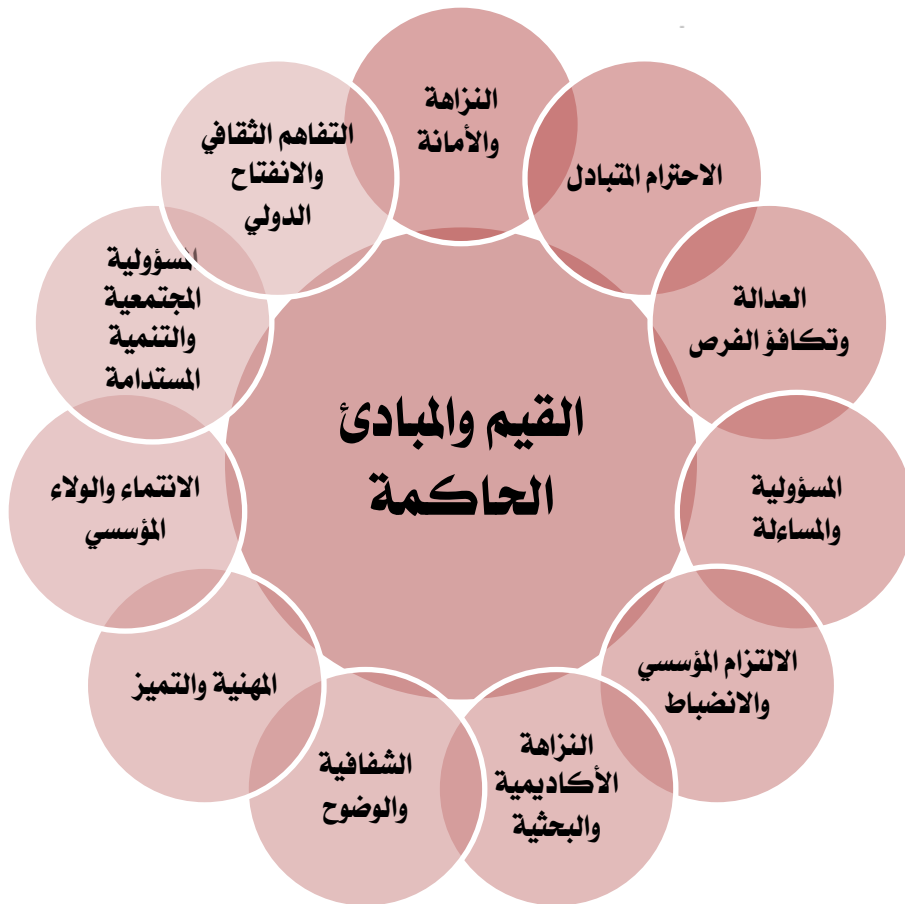 القيم والمبادئ
الحاكمة
النزاهة
والأمانة
الاحترام المتبادل
العدالة
وتكافؤ الفرص
المسؤولية
والمساءلة
الالتزام المؤسسي
والانضباط
النزاهة
الأكاديمية
والبحثية
الشفافية
والوضوح
المهنية والتميز
الانتماء والولاء
المؤسسي
المسؤولية
المجتمعية
والتنمية
المستدامة
التفاهم الثقافي
والانفتاح
الدولي